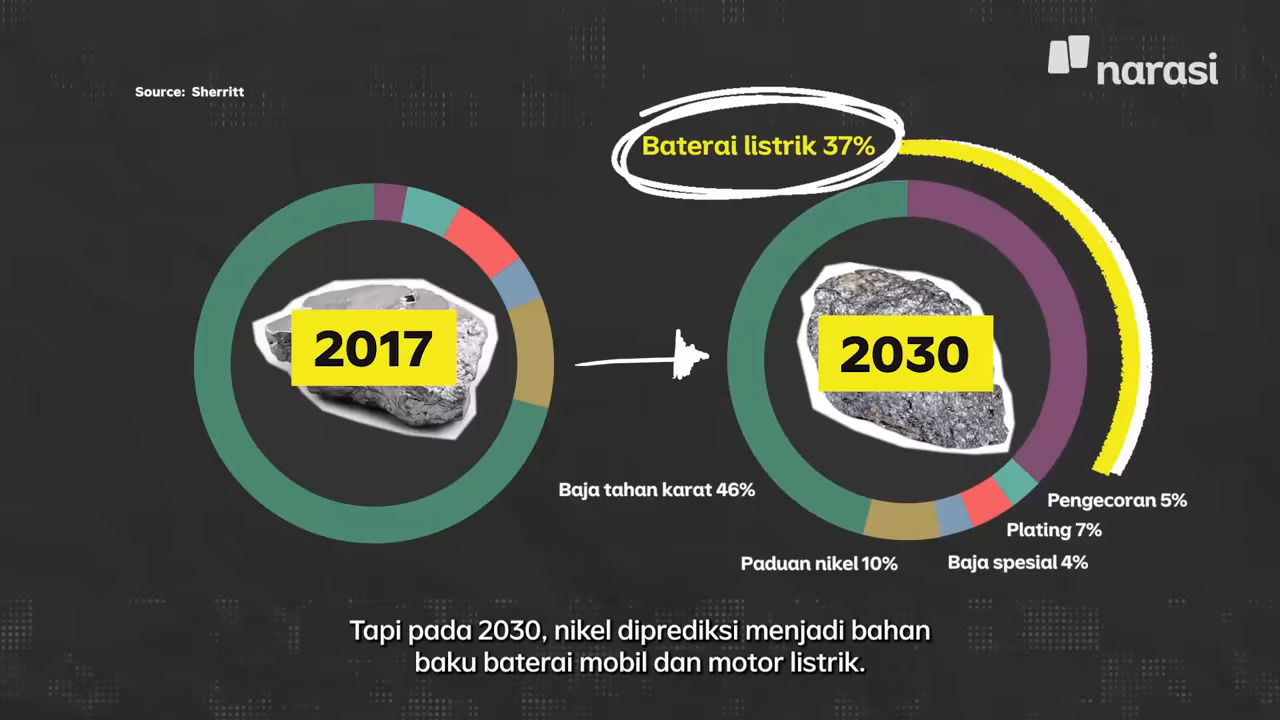 narasi
Source: Sherritt
Baterai listrik 37%
2017
2030
Baja tahan karat 46%
Pengecoran 5%
Plating 7%
Paduan nikel 10%
Baja spesial 4%
Tapi pada 2030, nikel diprediksi menjadi bahan
baku baterai mobil dan motor listrik.